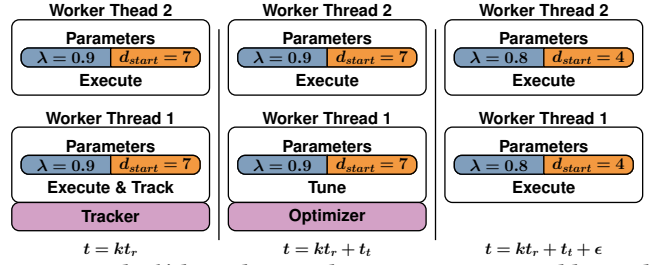 Worker Thead 2 Worker Thread 2 Worker Thread 2
Parameters Parameters Parameters
λ = 0.9 d_start = 7 λ = 0.9 d_start = 7 λ = 0.8 d_start = 4
Execute Execute Execute
Worker Thread 1 Worker Thread 1 Worker Thread 1
Parameters Parameters Parameters
λ = 0.9 d_start = 7 λ = 0.9 d_start = 7 λ = 0.8 d_start = 4
Execute & Track Tune Execute
Tracker Optimizer
t = kt_r t = kt_r + t_t t = kt_r + t_t + ϵ